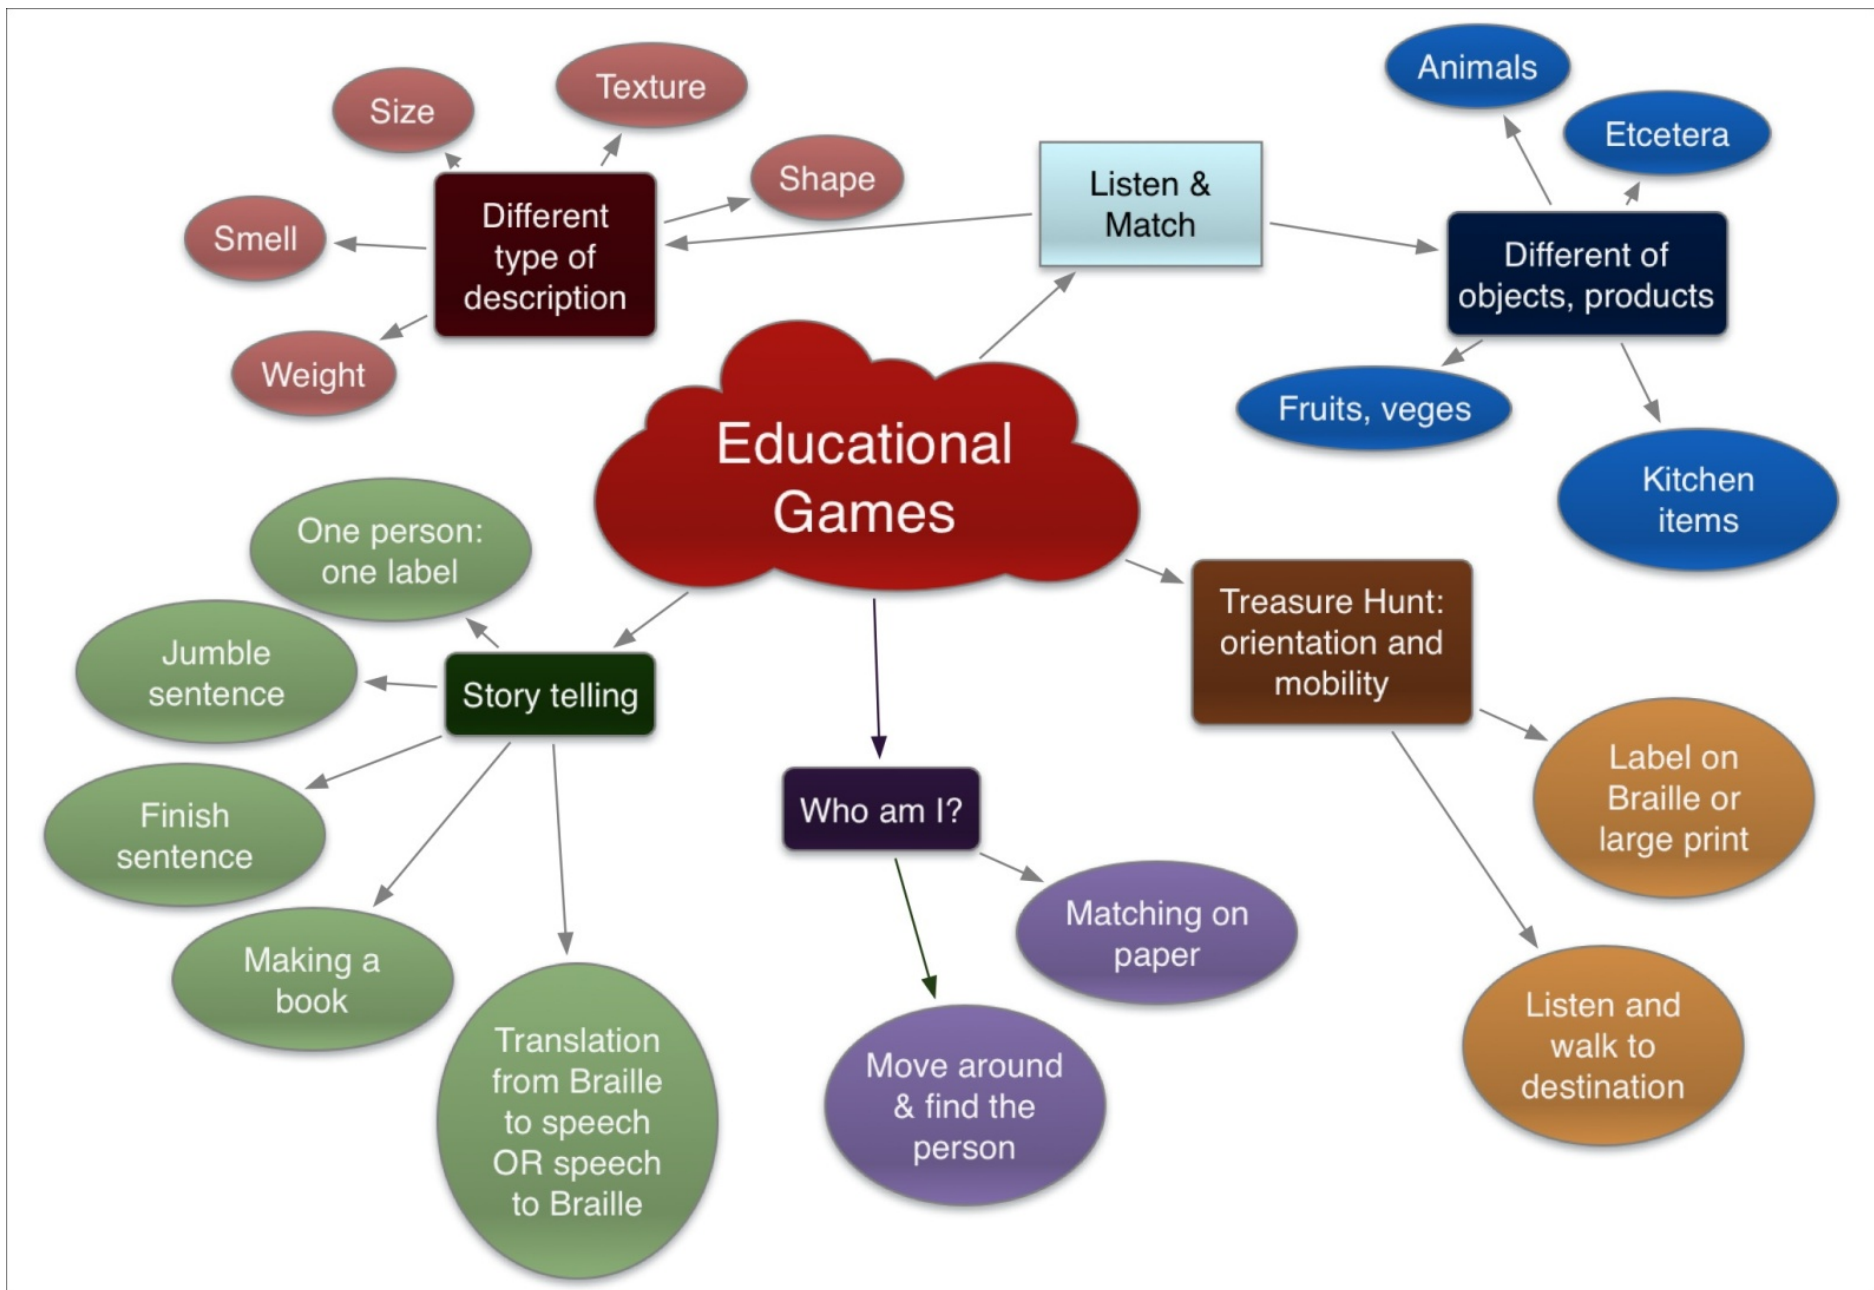 Animals
Texture
Size
Etcetera
Shape
Listen &
Match
Different
type of
description
Smell
Different of
objects, products
Weight
Fruits, veges
Educational
Games
Kitchen
items
One person:
one label
Treasure Hunt:
orientation and
mobility
Jumble
sentence
Story telling
Label on
Braille or
large print
Finish
sentence
Who am I?
Matching on
paper
Making a
book
Listen and
walk to
destination
Translation
from Braille
to speech
OR speech
to Braille
Move around
& find the
person